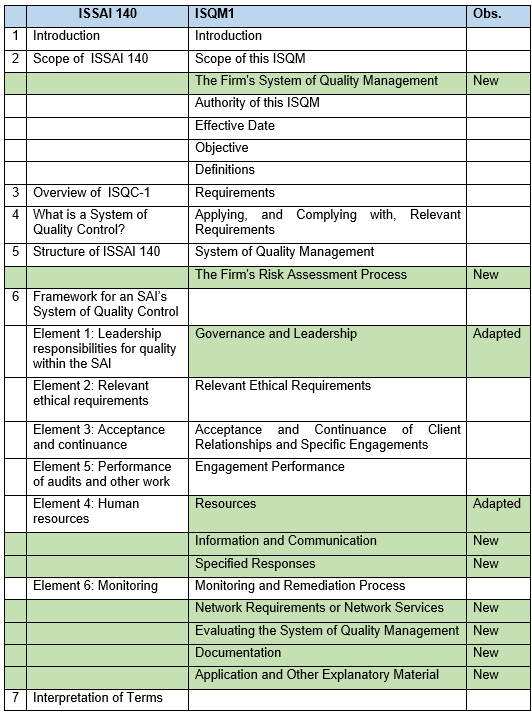 ISSAI 140 ISQM1 Obs.
1 Introduction Introduction
2 Scope of ISSAI 140 Scope of this ISQM
The Firm's System of Quality Management New
Authority of this ISQM
Effective Date
Objective
Definitions
3 Overview of ISQC-1 Requirements
4 What is a System of Applying, and Complying with, Relevant
Quality Control? Requirements
5 Structure of ISSAI 140 System of Quality Management
The Firm's Risk Assessment Process New
6 Framework for an SAI's
System of Quality Control
Element 1: Leadership Governance and Leadership Adapted
responsibilities for quality
within the SAI
Element 2: Relevant Relevant Ethical Requirements
ethical requirements
Element 3: Acceptance Acceptance and Continuance of Client
and continuance Relationships and Specific Engagements
Element 5: Performance Engagement Performance
of audits and other work
Element 4: Human Resources Adapted
resources
Information and Communication New
Specified Responses New
Element 6: Monitoring Monitoring and Remediation Process
Network Requirements or Network Services New
Evaluating the System of Quality Management New
Documentation New
Application and Other Explanatory Material New
7 Interpretation of Terms